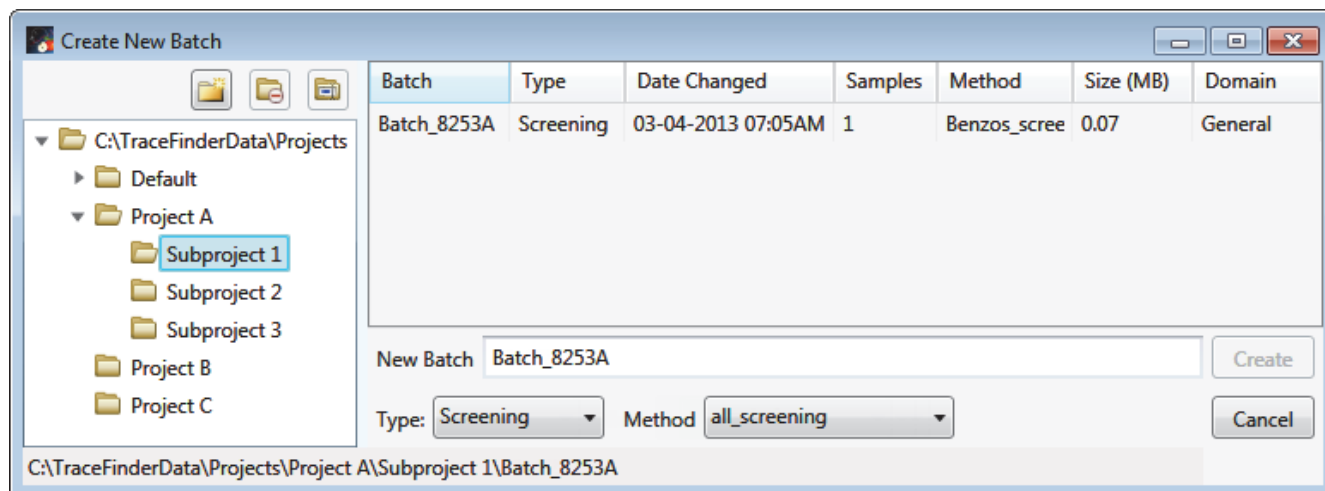 Create New Batch
Batch Type Date Changed Samples Method Size (MB) Domain
Batch_8253A Screening 03-04-2013 07:05AM 1 Benzos_scree 0.07 General
C:\TraceFinderData\Projects
Default
Project A
Subproject 1
Subproject 2
Subproject 3
Project B
Project C
New Batch Batch_8253A Create
Type: Screening Method all_screening Cancel
C:\TraceFinderData\Projects\Project A\Subproject 1\Batch_8253A